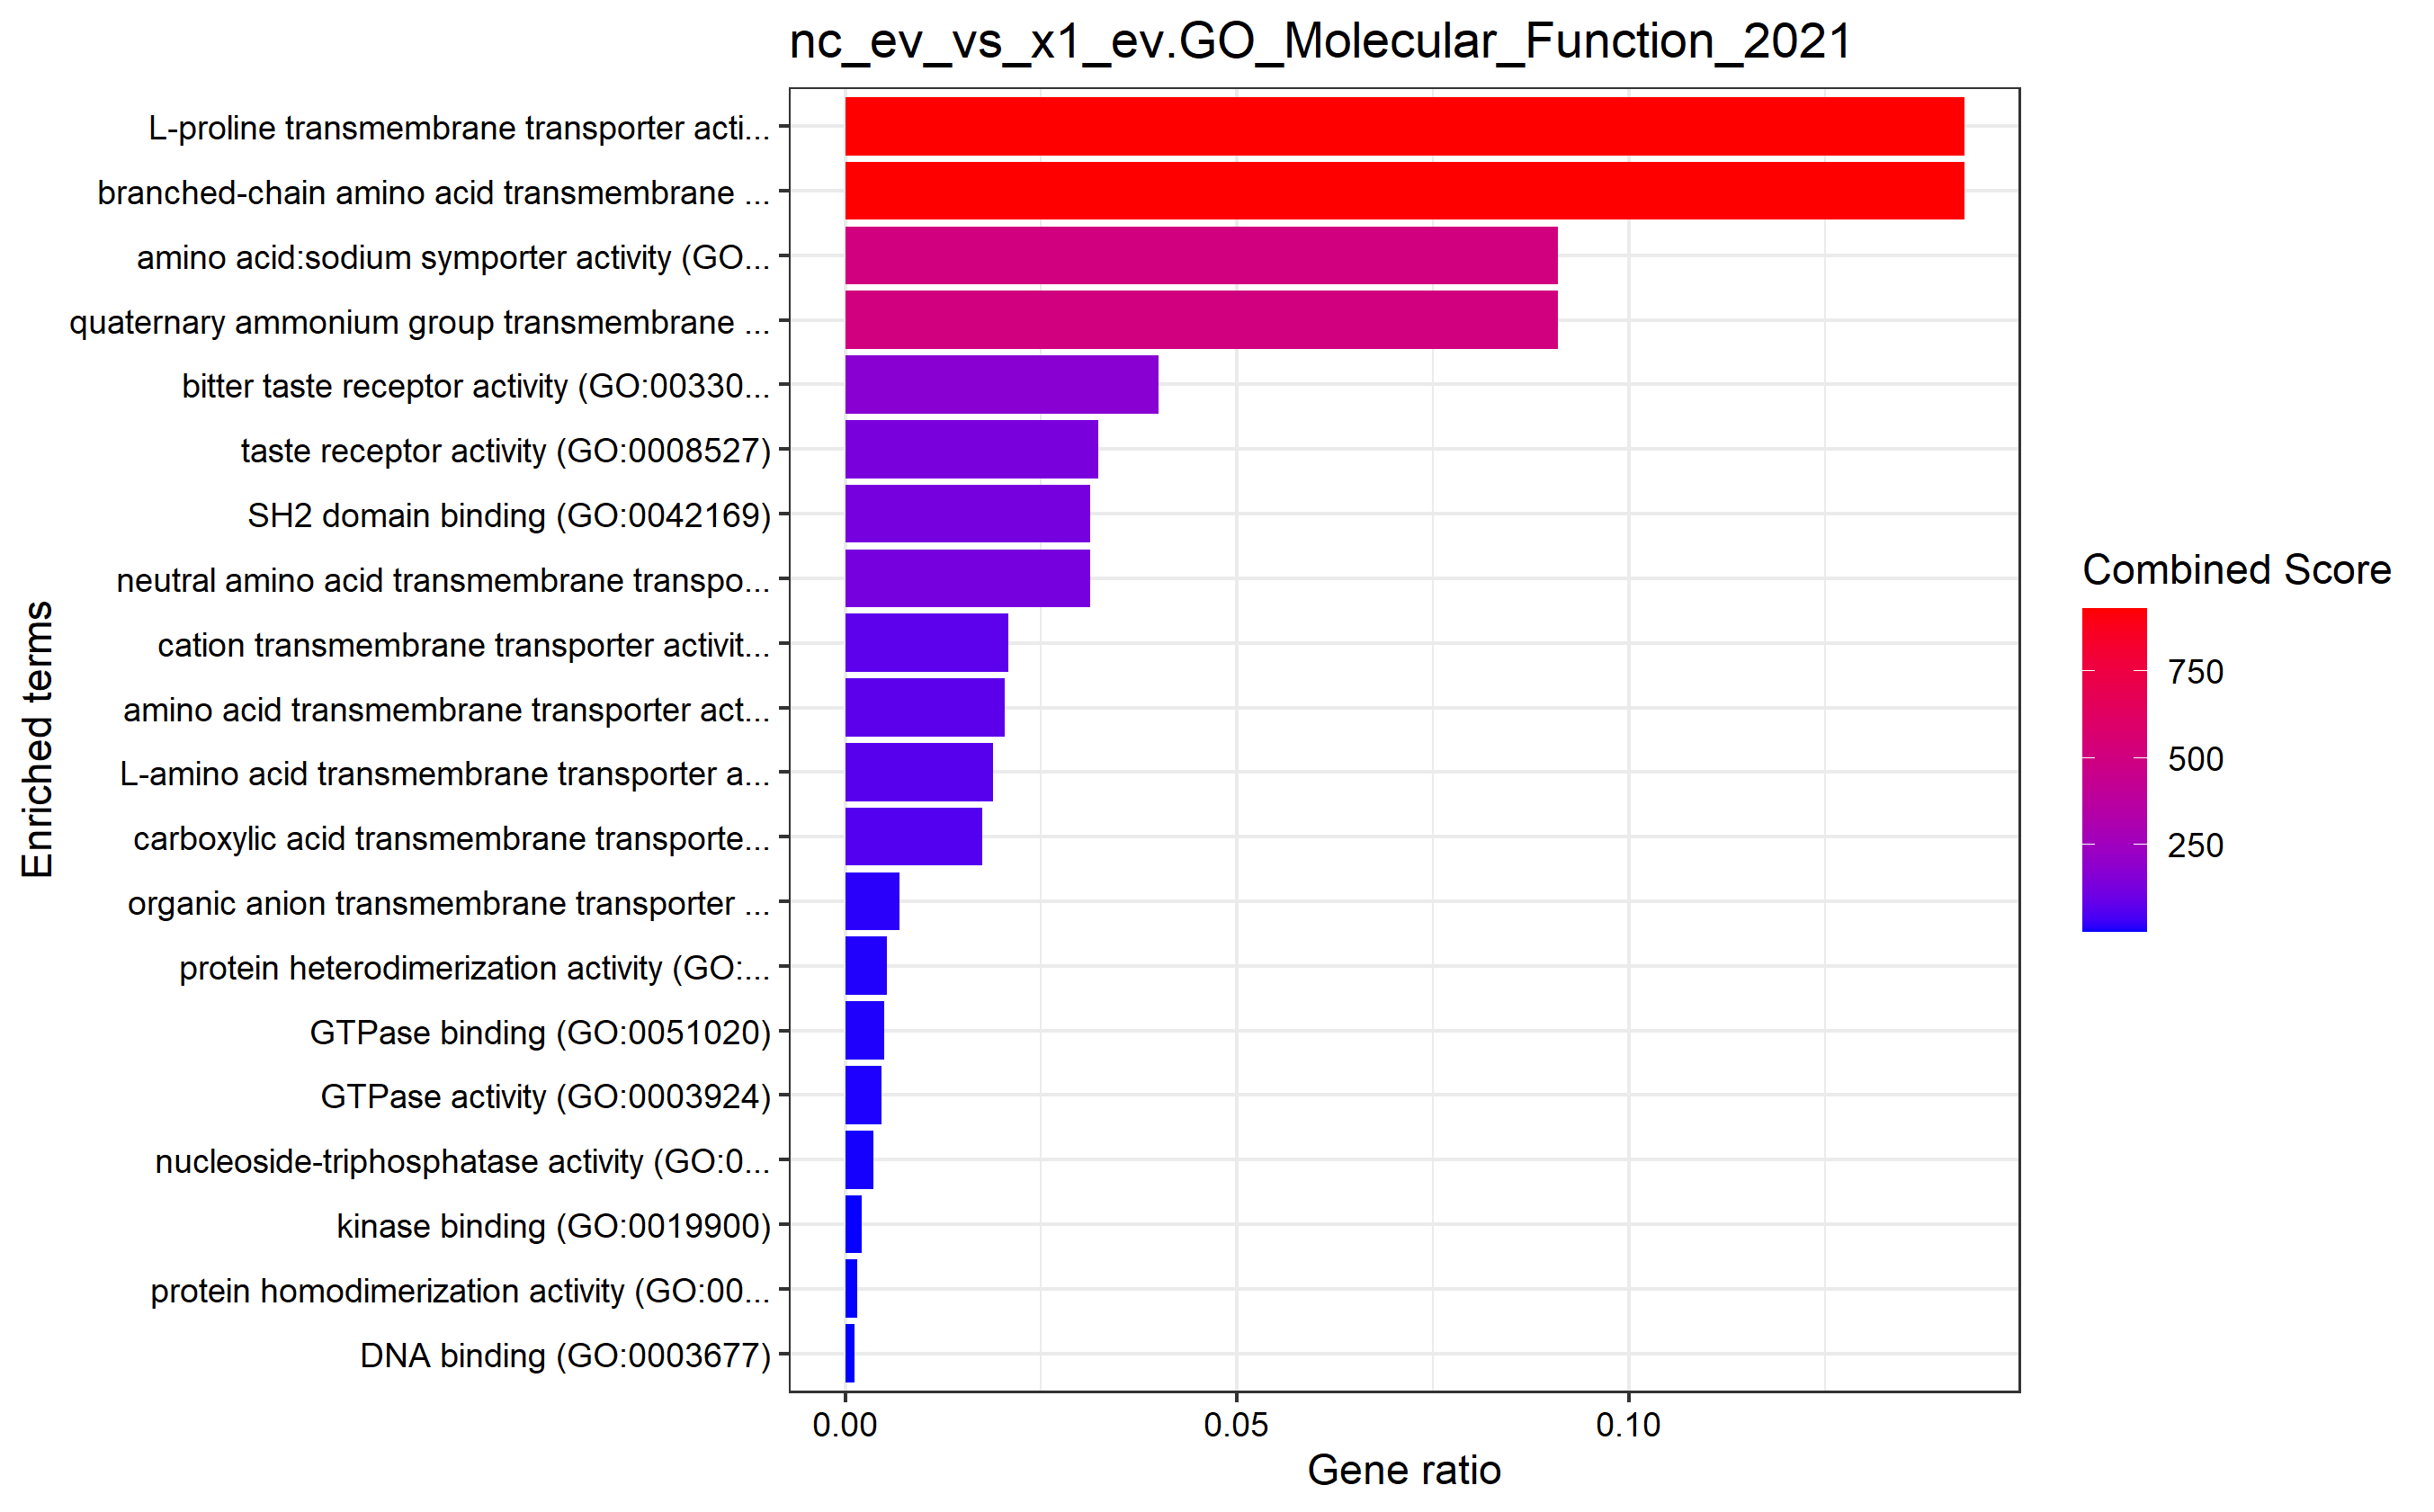 nc_ev_vs_x1_ev.GO_Molecular_Function_2021
L-proline transmembrane transporter acti...
branched-chain amino acid transmembrane ...
amino acid:sodium symporter activity (GO...
quaternary ammonium group transmembrane ...
bitter taste receptor activity (GO:00330...
taste receptor activity (GO:0008527)
SH2 domain binding (GO:0042169)
neutral amino acid transmembrane transpo...
cation transmembrane transporter activit...
amino acid transmembrane transporter act...
L-amino acid transmembrane transporter a...
carboxylic acid transmembrane transporte...
organic anion transmembrane transporter ...
protein heterodimerization activity (GO:...
GTPase binding (GO:0051020)
GTPase activity (GO:0003924)
nucleoside-triphosphatase activity (GO:0...
kinase binding (GO:0019900)
protein homodimerization activity (GO:00...
DNA binding (GO:0003677)
Enriched terms
0.00 0.05 0.10
Gene ratio
Combined Score
750
500
250